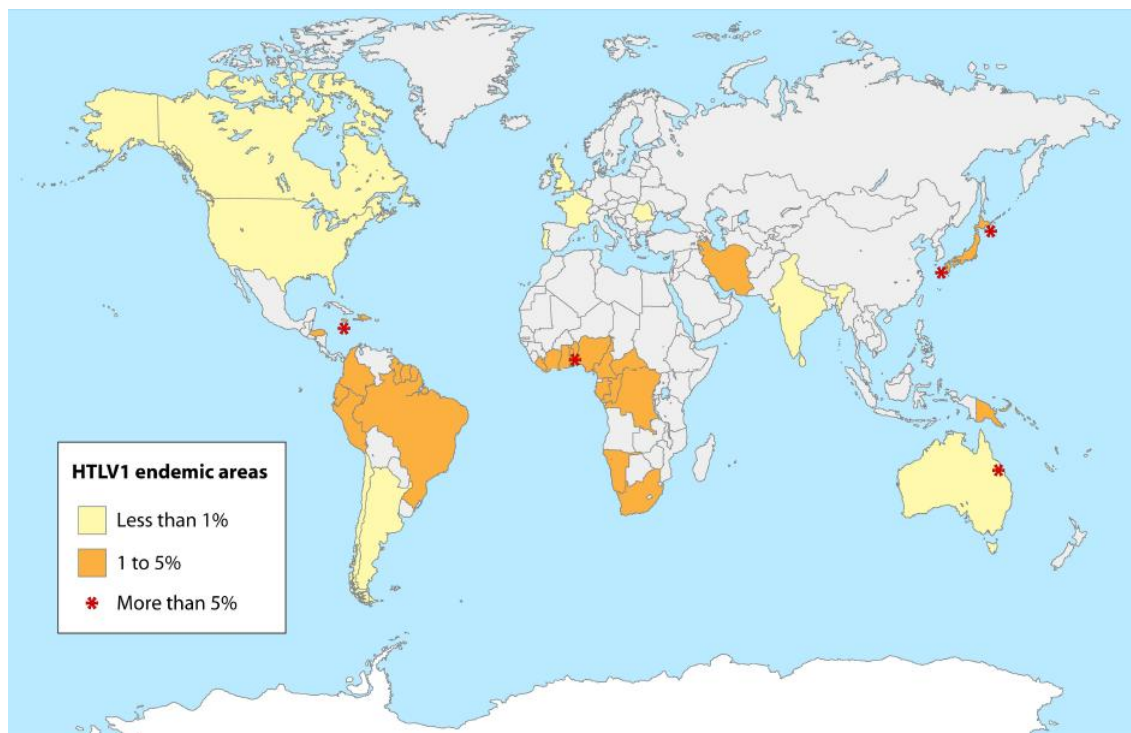 HTLV1 endemic areas
Less than 1%
1 to 5%
More than 5%